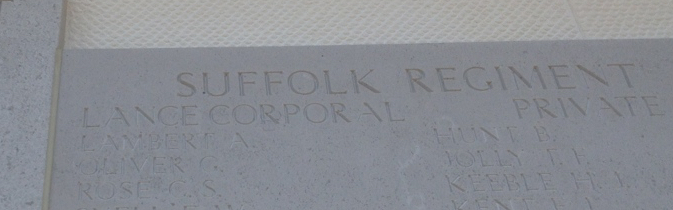 SUFFOLK REGIMENT
LANCE CORPORAL
LAMBERT A.
OLIVER C.
ROSE C. S.
PRIVATE
HUNT B.
JOLLY T. F.
KEEBLE H. J.